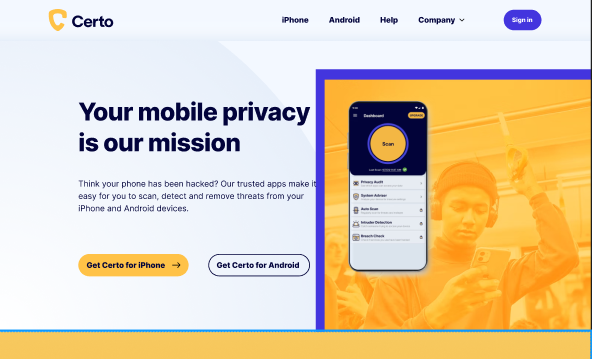 Certo
iPhone Android Help Company Sign in
Your mobile privacy
is our mission
Think your phone has been hacked? Our trusted apps make it
easy for you to scan, detect and remove threats from your
iPhone and Android devices.
Get Certo for iPhone
Get Certo for Android
Dashboard
UPGRADE
Scan
Privacy Audit
System Advisor
Auto Scan
Intruder Detection
Breach Check